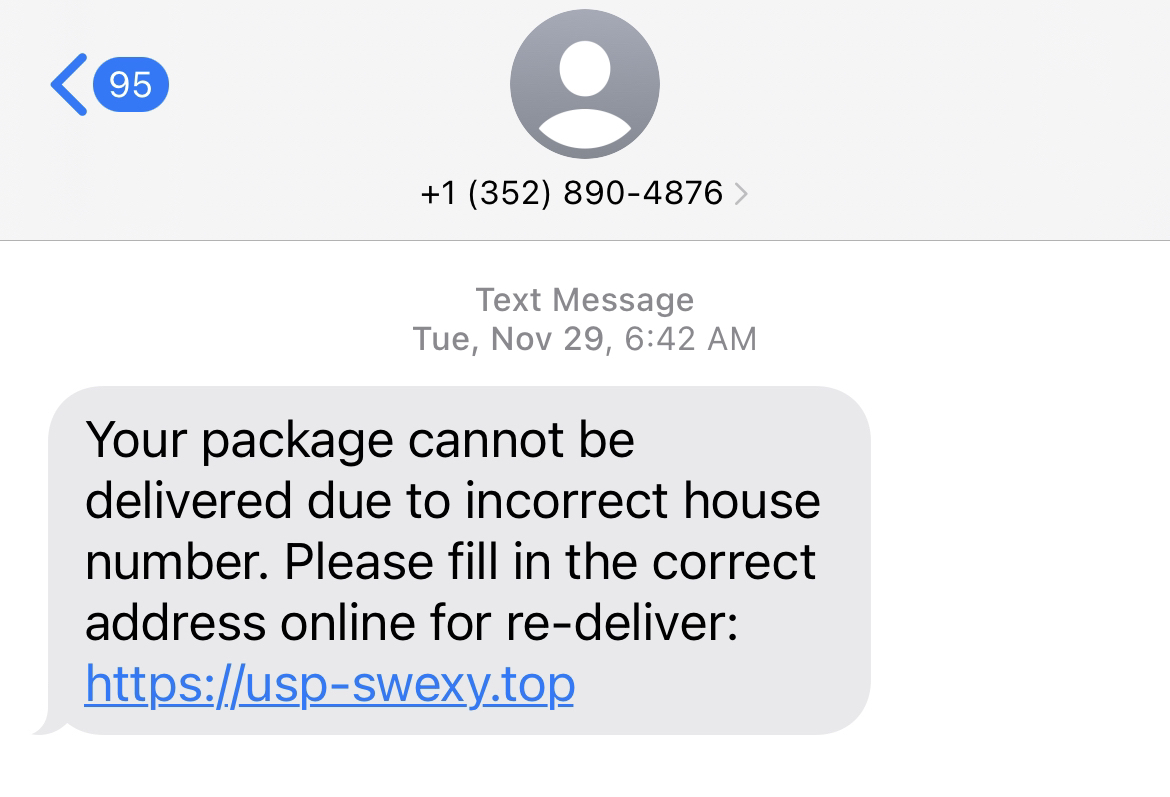 95
+1 (352) 890-4876
Text Message
Tue, Nov 29, 6:42 AM
Your package cannot be
delivered due to incorrect house
number. Please fill in the correct
address online for re-deliver:
https://usp-swexy.top